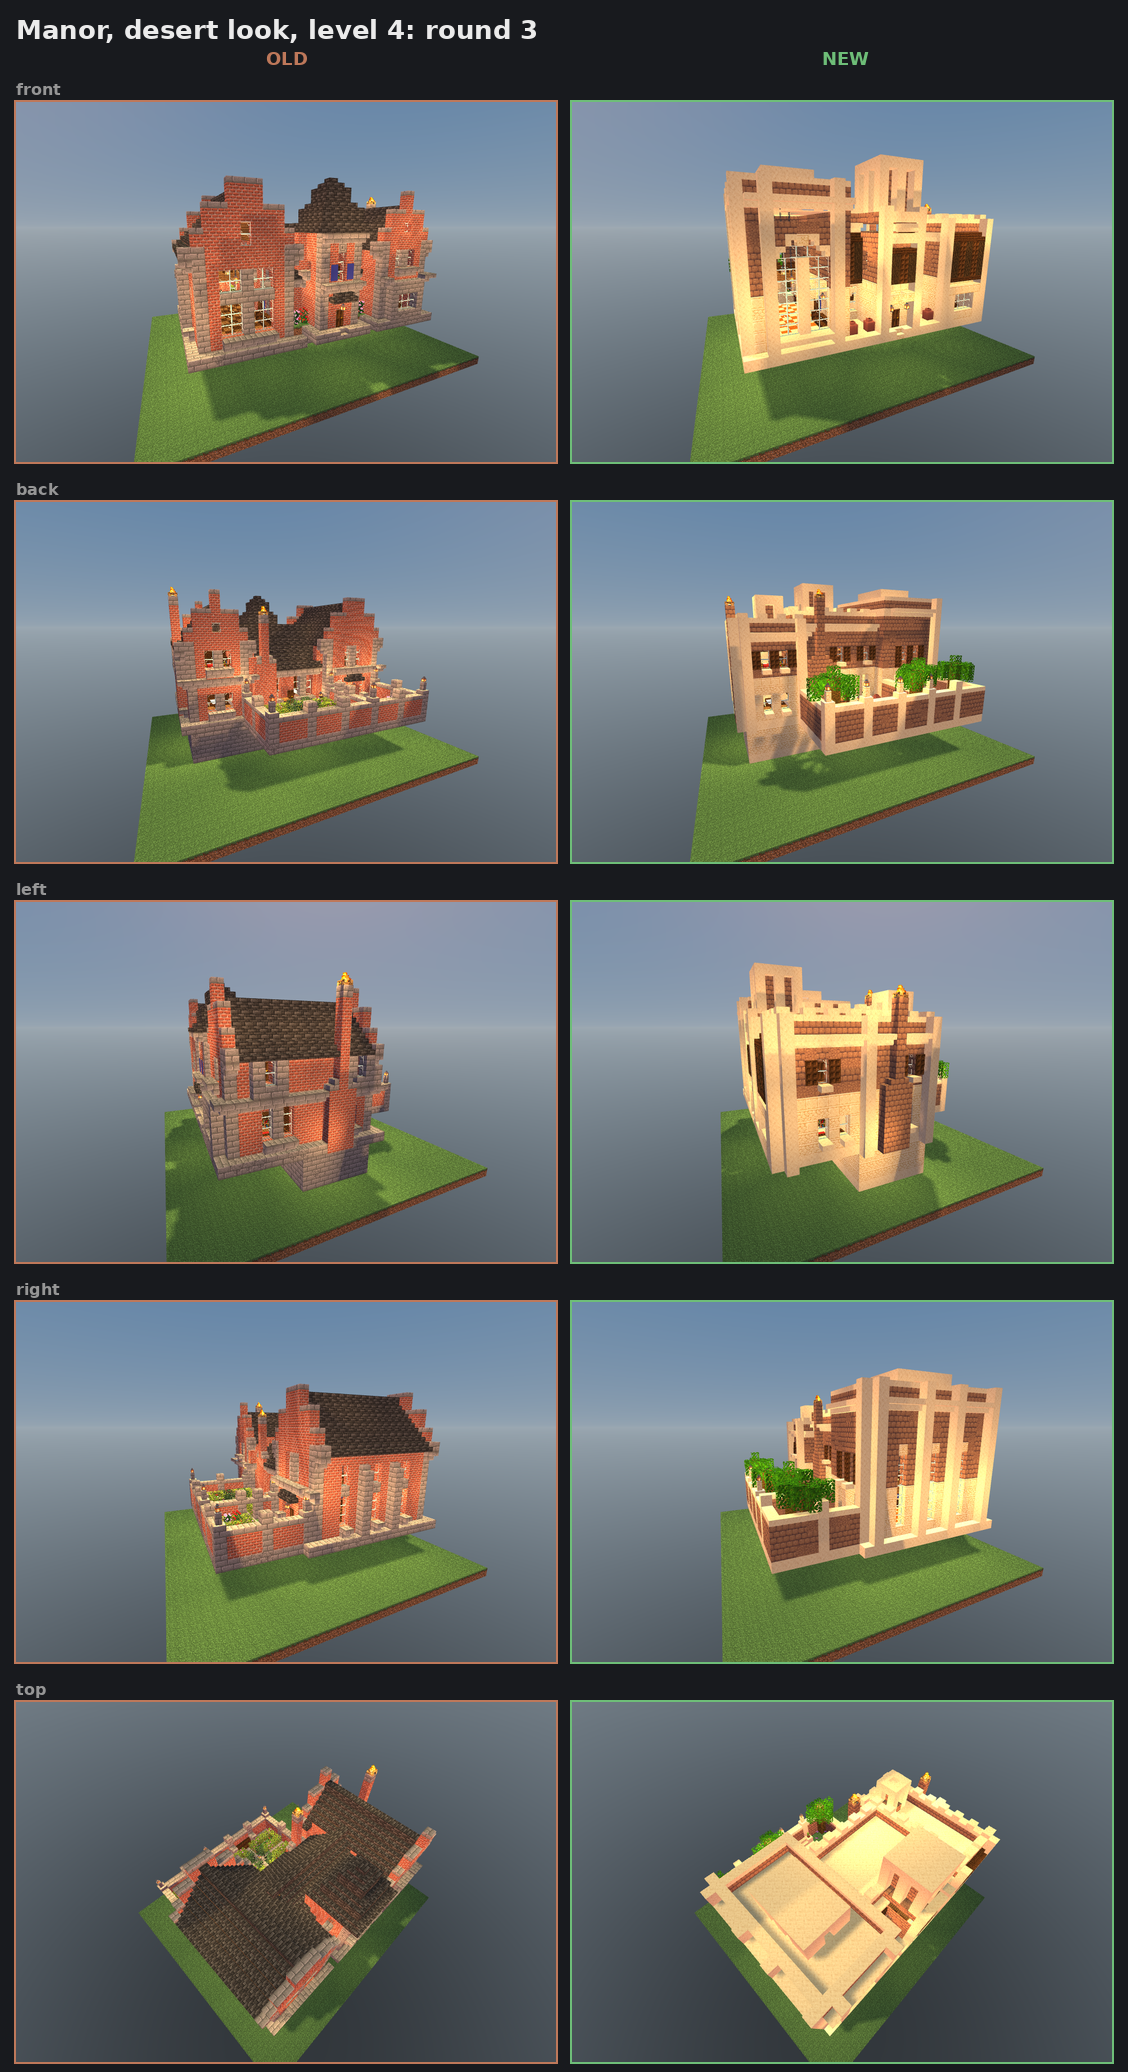 Manor, desert look, level 4: round 3
OLD NEW
front
back
left
right
top